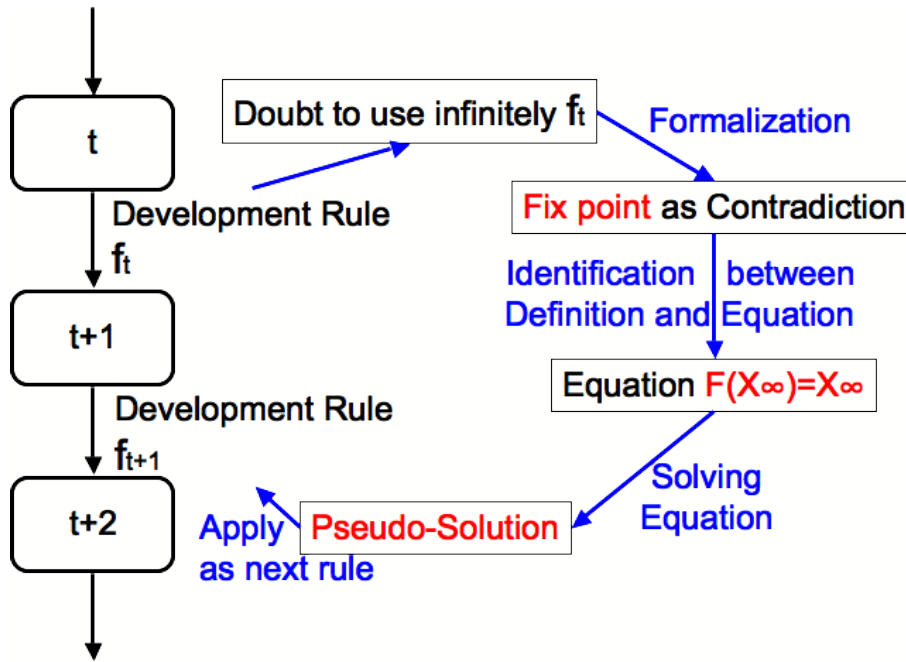 t
Development Rule
ft
t+1
Development Rule
ft+1
t+2
Doubt to use infinitely ft
Formalization
Fix point as Contradiction
Identification between
Definition and Equation
Equation F(X∞)=X∞
Solving
Equation
Pseudo-Solution
Apply
as next rule